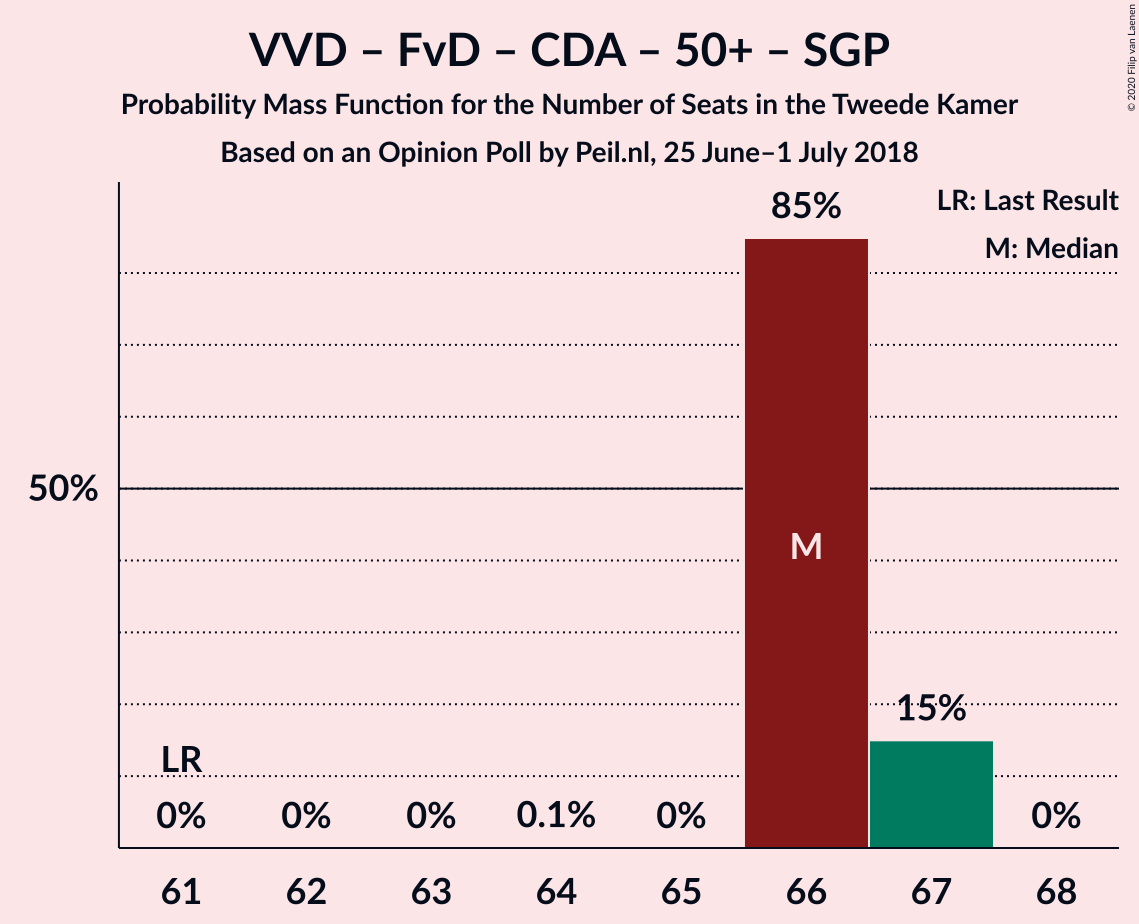 VVD – FvD – CDA – 50+ – SGP
Probability Mass Function for the Number of Seats in the Tweede Kamer
Based on an Opinion Poll by Peil.nl, 25 June–1 July 2018
© 2020 Filip van Laenen
LR: Last Result
M: Median
85%
50%
M
15%
LR
0% 0% 0% 0.1% 0% 0%
61 62 63 64 65 66 67 68